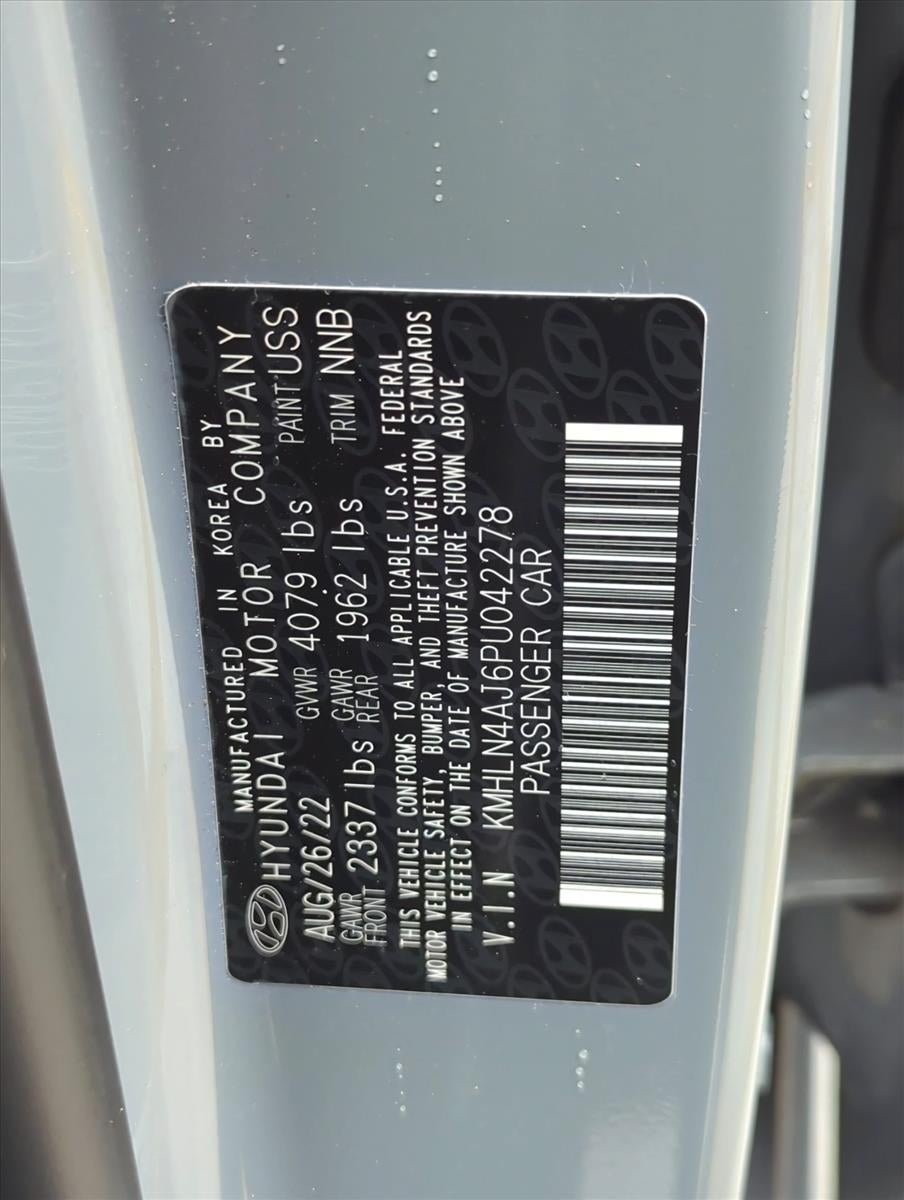 MANUFACTURED IN KOREA BY
HYUNDAI MOTOR COMPANY
AUG/26/22 GVWR 4079 lbs PAINT USS
GAWR FRONT 2337 lbs GAWR REAR 1962 lbs TRIM NNB
THIS VEHICLE CONFORMS TO ALL APPLICABLE U.S.A. FEDERAL
MOTOR VEHICLE SAFETY, BUMPER, AND THEFT PREVENTION STANDARDS
IN EFFECT ON THE DATE OF MANUFACTURE SHOWN ABOVE
V.I.N KMHLN4AJ6PU042278
PASSENGER CAR